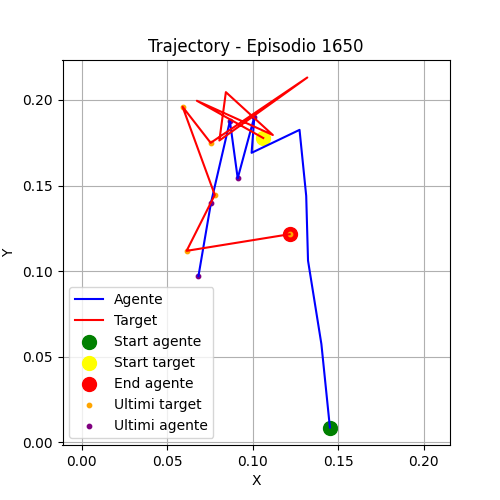 Trajectory - Episodio 1650
Y
0.20
0.15
0.10
0.05
0.00
Agente
Target
Start agente
Start target
End agente
Ultimi target
Ultimi agente
0.00 0.05 0.10 0.15 0.20
X